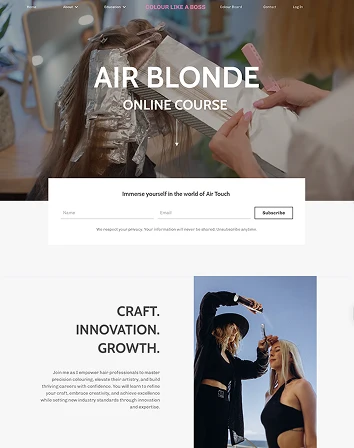 Home About Education COLOUR LIKE A BOSS Colour Board Contact Log In
AIR BLONDE
ONLINE COURSE
Immerse yourself in the world of Air Touch
Name Email Subscribe
We respect your privacy. Your information will never be shared. Unsubscribe anytime.
CRAFT.
INNOVATION.
GROWTH.
Join me as I empower hair professionals to master
precision colouring, elevate their artistry, and build
thriving careers with confidence. You will learn to refine
your craft, embrace creativity, and achieve excellence
while setting new industry standards through innovation
and expertise.